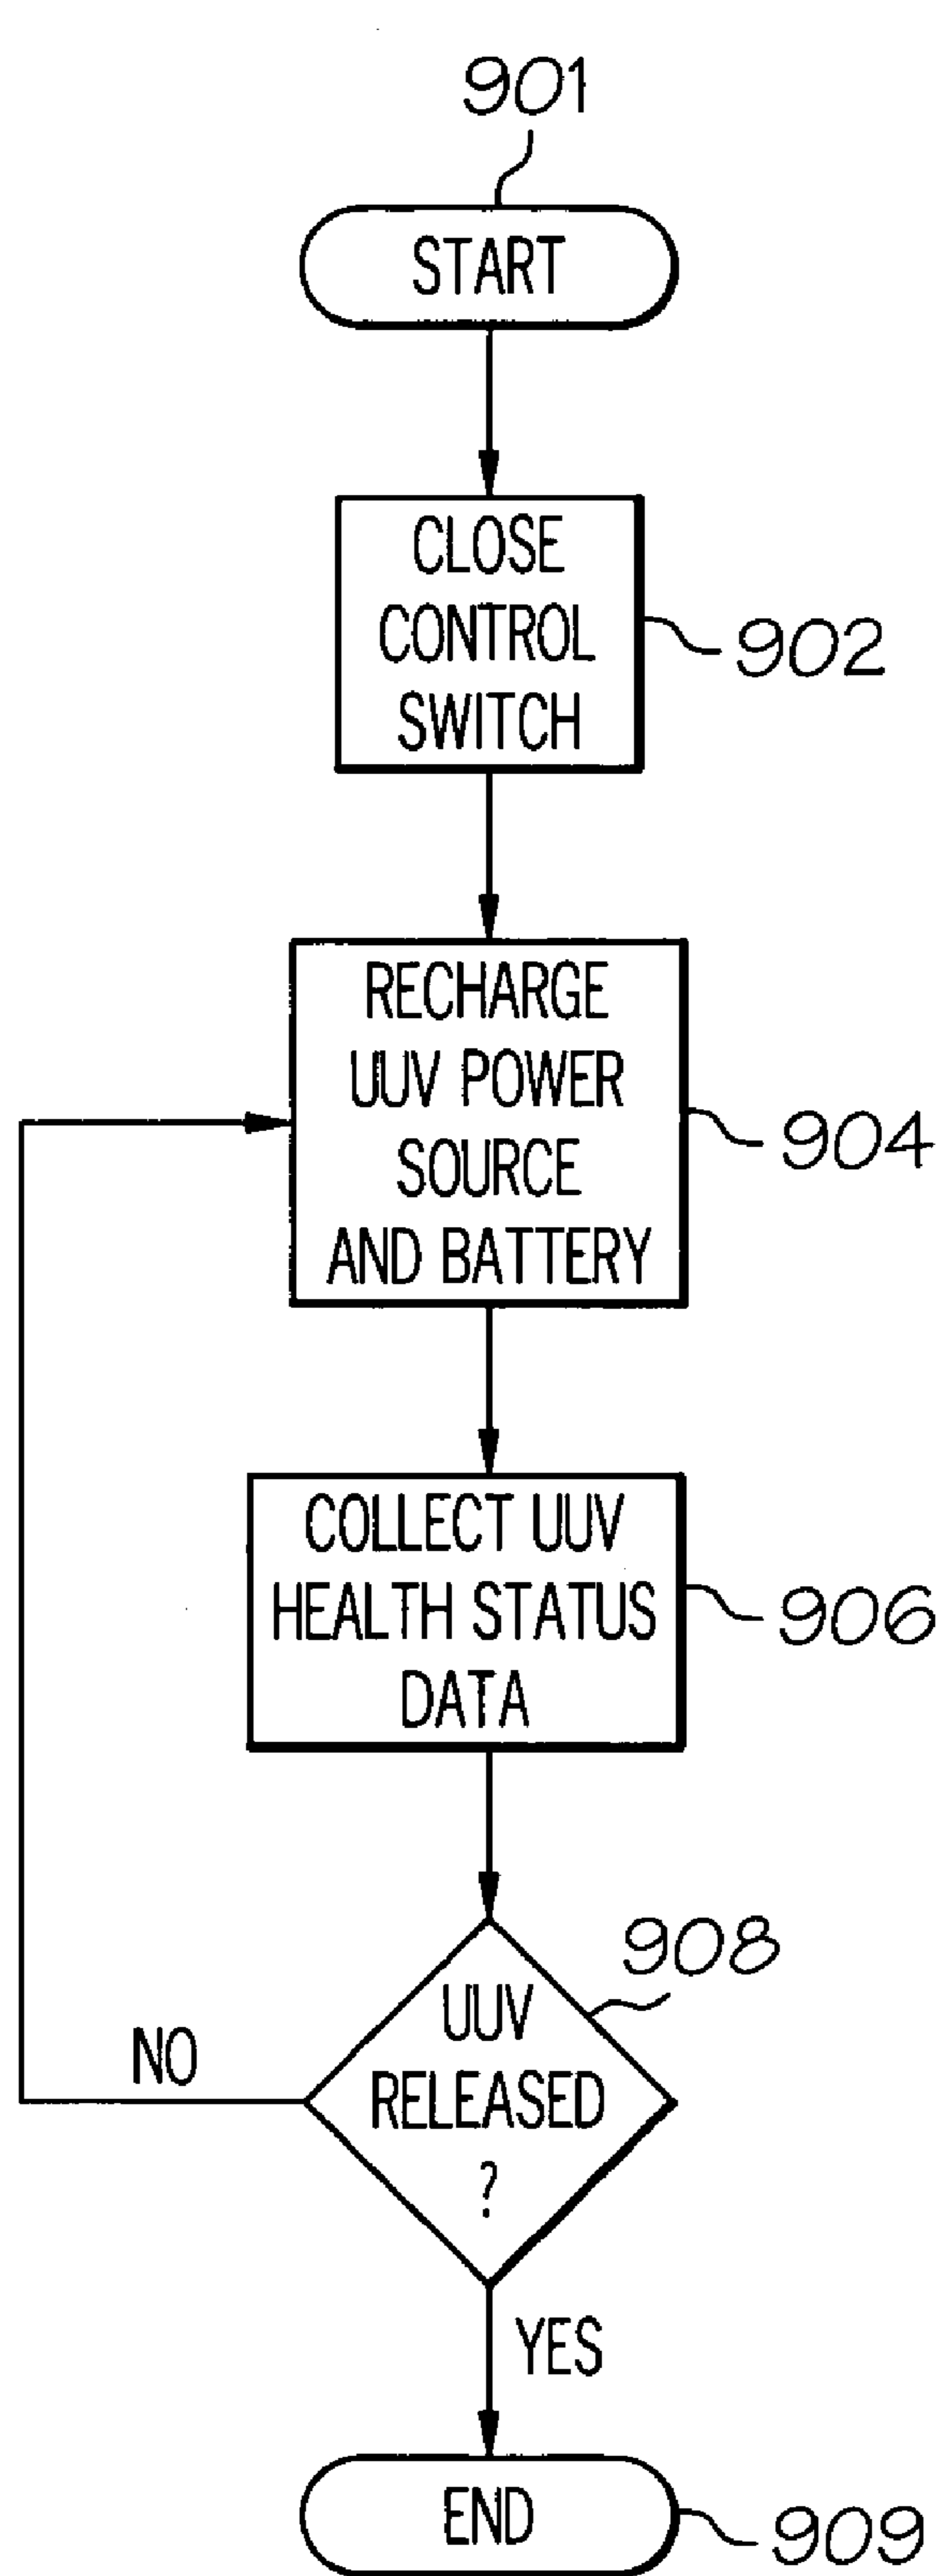 901
START
CLOSE
CONTROL
SWITCH
902
RECHARGE
UUV POWER
SOURCE
AND BATTERY
904
COLLECT UUV
HEALTH STATUS
DATA
906
908
UUV
RELEASED
?
NO
YES
END
909